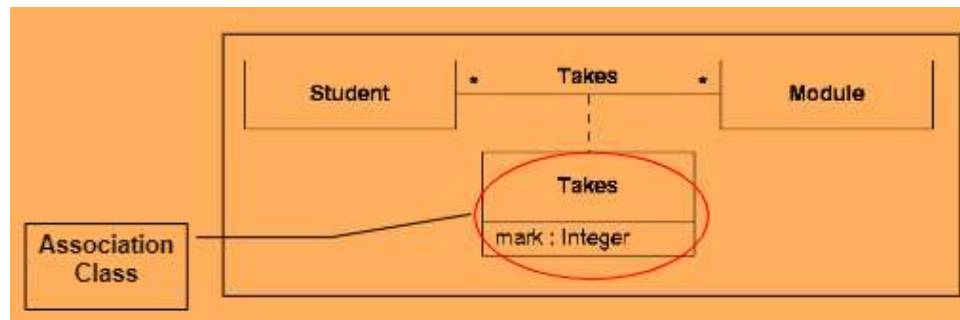 Student
*
Takes
*
Module
Takes
mark : Integer
Association
Class